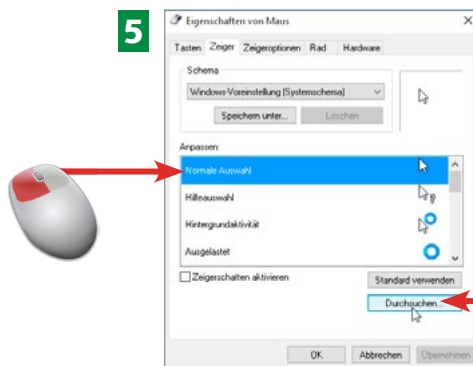 5
Eigenschaften von Maus
Tasten Zeiger Zeigeroptionen Rad Hardware
Schema
Windows-Voreinstellung (Systemschema)
Speichern unter... Löschen
Anpassen:
Normale Auswahl
Hilfeauswahl
Hintergrundaktivität
Ausgelastet
Zeigerschatten aktivieren
Standard verwenden
Durchsuchen...
OK Abbrechen Übernehmen